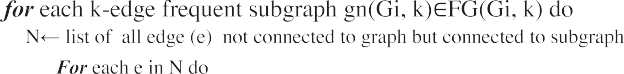 for each k-edge frequent subgraph gn(Gi, k)∈FG(Gi, k) do
N← list of all edge (e) not connected to graph but connected to subgraph
For each e in N do